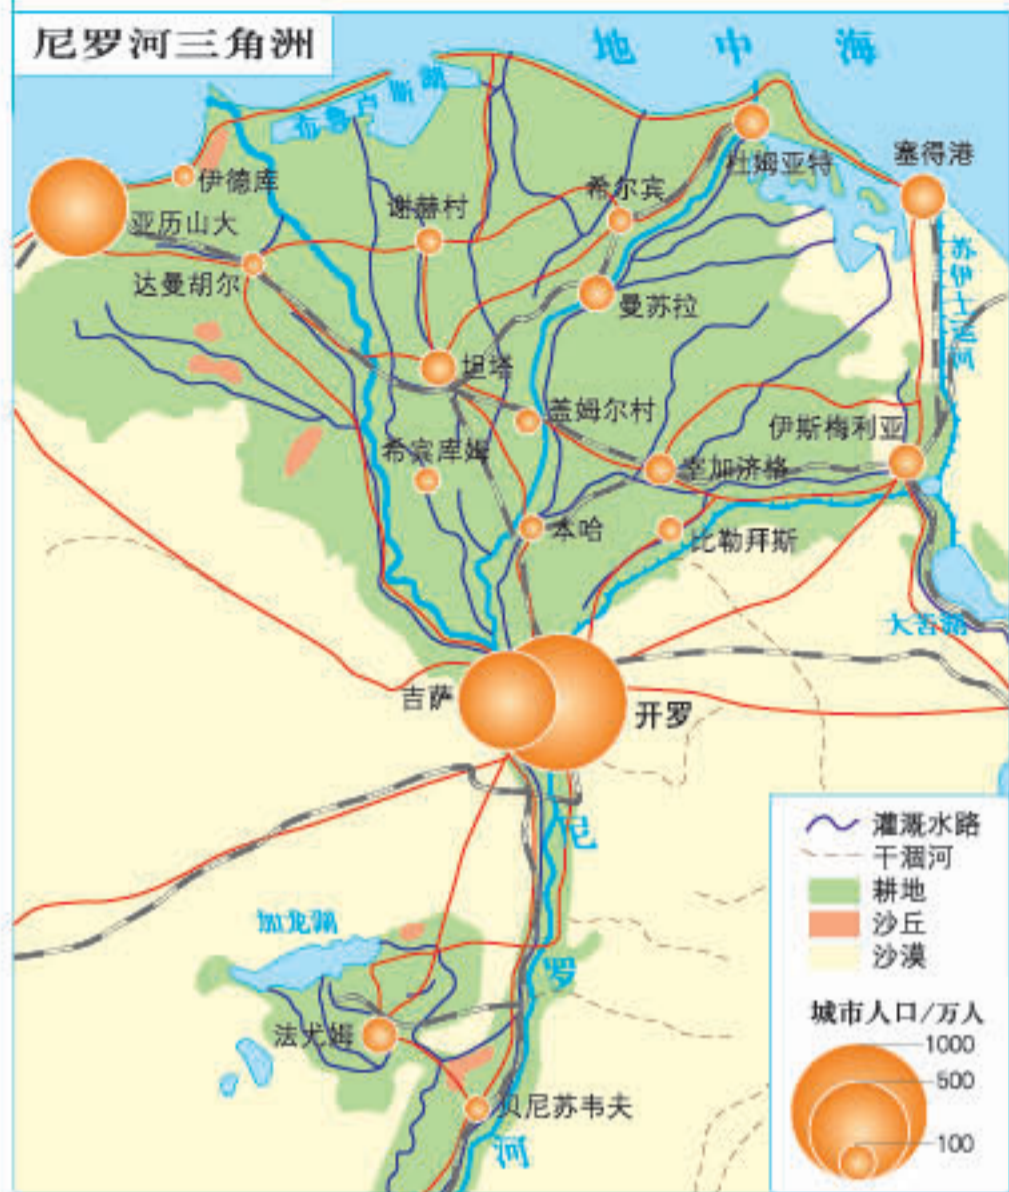 尼罗河三角洲
地中海
布鲁卢斯湖
伊德库
亚历山大
达曼胡尔
谢赫村
希尔宾
杜姆亚特
塞得港
苏伊士运河
曼苏拉
坦塔
盖姆尔村
希宾库姆
宰加济格
伊斯梅利亚
本哈
比勒拜斯
大苦湖
吉萨
开罗
尼罗河
加龙湖
法尤姆
贝尼苏韦夫
灌溉水路
干涸河
耕地
沙丘
沙漠
城市人口/万人
1000
500
100